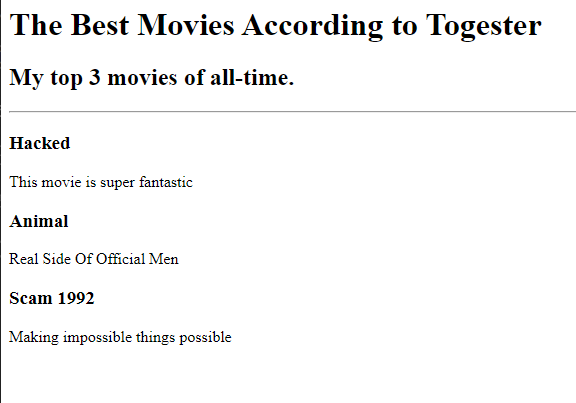 The Best Movies According to Togester
My top 3 movies of all-time.
Hacked
This movie is super fantastic
Animal
Real Side Of Official Men
Scam 1992
Making impossible things possible